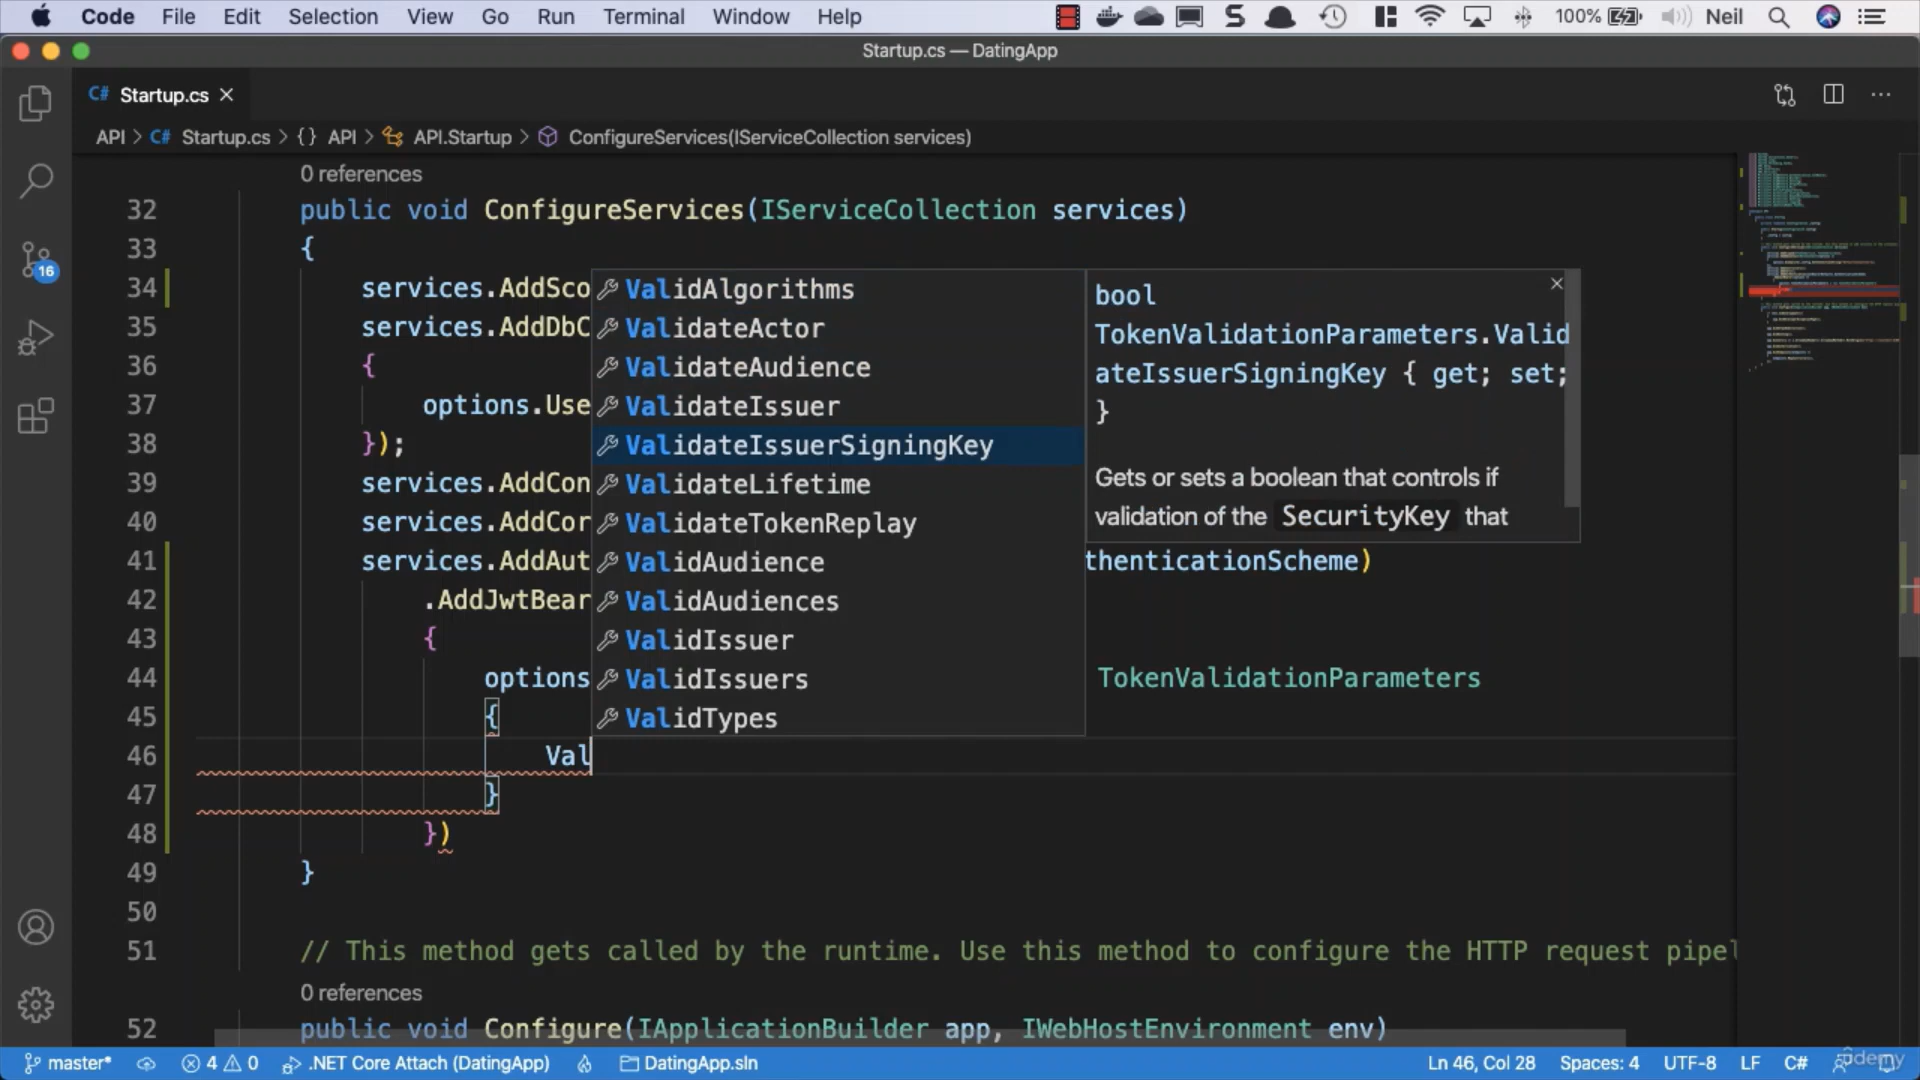 Code File Edit Selection View Go Run Terminal Window Help 100% Neil
Startup.cs — DatingApp
C# Startup.cs
API > C# Startup.cs > {} API > API.Startup > ConfigureServices(IServiceCollection services)
0 references
32 public void ConfigureServices(IServiceCollection services)
33 {
34 services.AddSco
35 services.AddDbC
36 {
37 options.Use
38 });
39 services.AddCon
40 services.AddCor
41 services.AddAut thenticationScheme)
42 .AddJwtBear
43 {
44 options TokenValidationParameters
45 {
46 Val
47 }
48 })
49 }
50
51 // This method gets called by the runtime. Use this method to configure the HTTP request pipel
0 references
52 public void Configure(IApplicationBuilder app, IWebHostEnvironment env)
ValidAlgorithms
ValidateActor
ValidateAudience
ValidateIssuer
ValidateIssuerSigningKey
ValidateLifetime
ValidateTokenReplay
ValidAudience
ValidAudiences
ValidIssuer
ValidIssuers
ValidTypes
bool
TokenValidationParameters.Valid
ateIssuerSigningKey { get; set;
}
Gets or sets a boolean that controls if
validation of the SecurityKey that
16
master* 4 0 .NET Core Attach (DatingApp) DatingApp.sln Ln 46, Col 28 Spaces: 4 UTF-8 LF C#
udemy